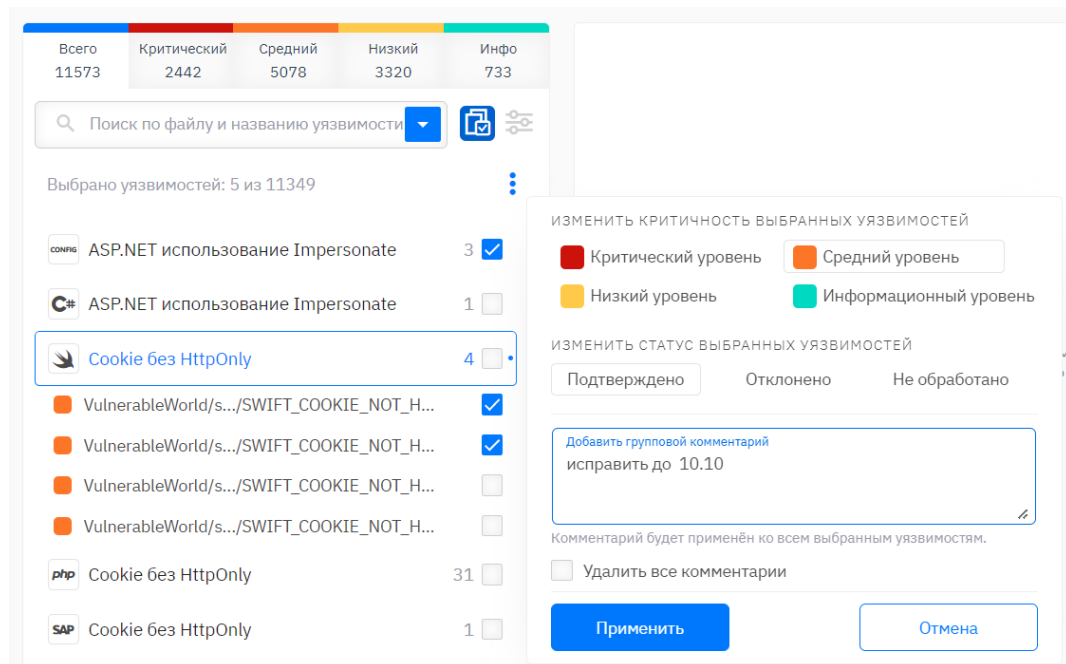 Всего Критический Средний Низкий Инфо
11573 2442 5078 3320 733
Поиск по файлу и названию уязвимости
Выбрано уязвимостей: 5 из 11349
CONFIG ASP.NET использование Impersonate 3
C# ASP.NET использование Impersonate 1
Cookie без HttpOnly 4
VulnerableWorld/s.../SWIFT_COOKIE_NOT_H...
VulnerableWorld/s.../SWIFT_COOKIE_NOT_H...
VulnerableWorld/s.../SWIFT_COOKIE_NOT_H...
VulnerableWorld/s.../SWIFT_COOKIE_NOT_H...
php Cookie без HttpOnly 31
SAP Cookie без HttpOnly 1
ИЗМЕНИТЬ КРИТИЧНОСТЬ ВЫБРАННЫХ УЯЗВИМОСТЕЙ
Критический уровень Средний уровень
Низкий уровень Информационный уровень
ИЗМЕНИТЬ СТАТУС ВЫБРАННЫХ УЯЗВИМОСТЕЙ
Подтверждено Отклонено Не обработано
Добавить групповой комментарий
исправить до 10.10
Комментарий будет применён ко всем выбранным уязвимостям.
Удалить все комментарии
Применить Отмена